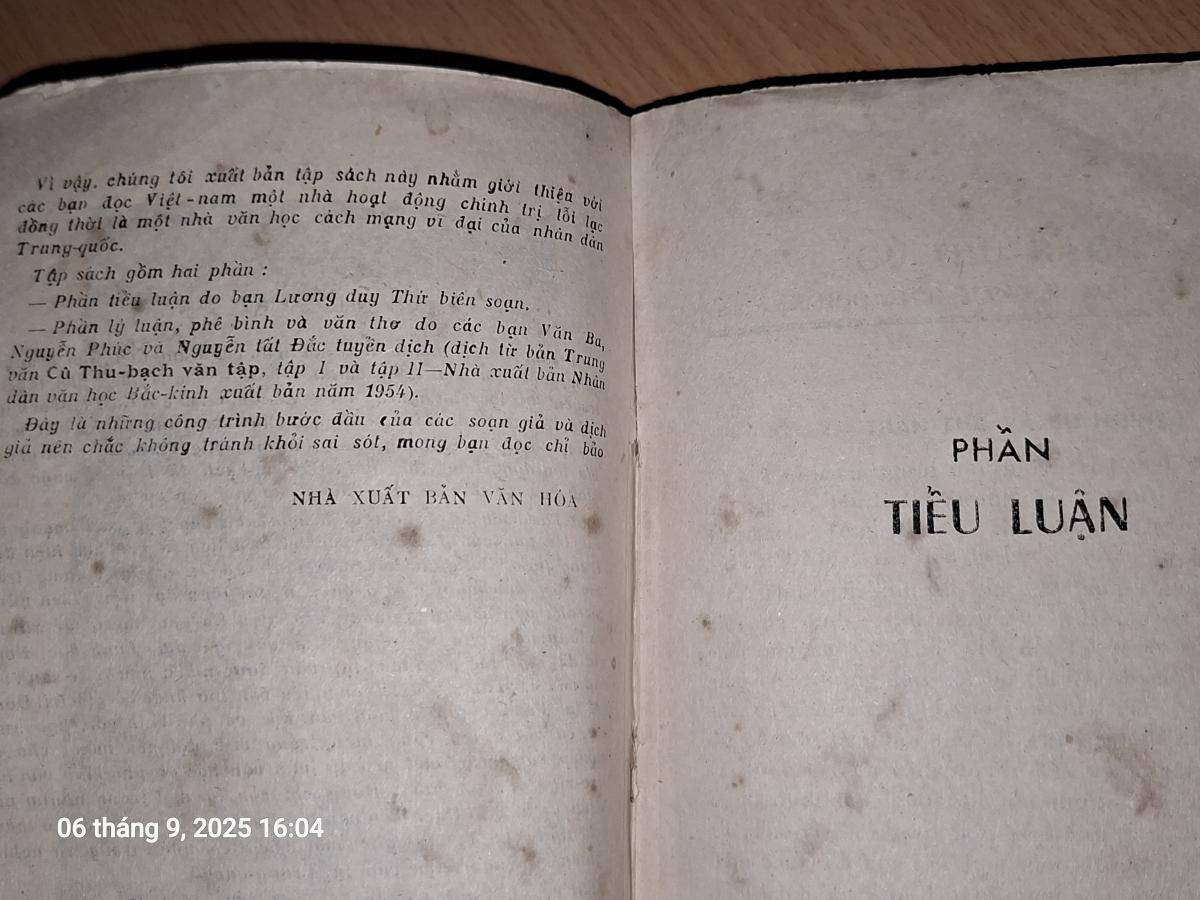 Vì vậy, chúng tôi xuất bản tập sách này nhằm giới thiệu với
các bạn đọc Việt-nam một nhà hoạt động chính trị lỗi lạc
đồng thời là một nhà văn học cách mạng vĩ đại của nhân dân
Trung-quốc.
Tập sách gồm hai phần :
— Phần tiểu luận do bạn Lương duy Thứ biên soạn.
— Phần lý luận, phê bình và văn thơ do các bạn Văn Ba,
Nguyễn Phúc và Nguyễn tất Đắc tuyển dịch (dịch từ bản Trung
văn Cù Thu-bạch văn tập, tập I và tập II—Nhà xuất bản Nhân
dân văn học Bắc-kinh xuất bản năm 1954).
Đây là những công trình bước đầu của các soạn giả và dịch
giả nên chắc không tránh khỏi sai sót, mong bạn đọc chỉ bảo
NHÀ XUẤT BẢN VĂN HÓA
PHẦN
TIỂU LUẬN
06 tháng 9, 2025 16:04